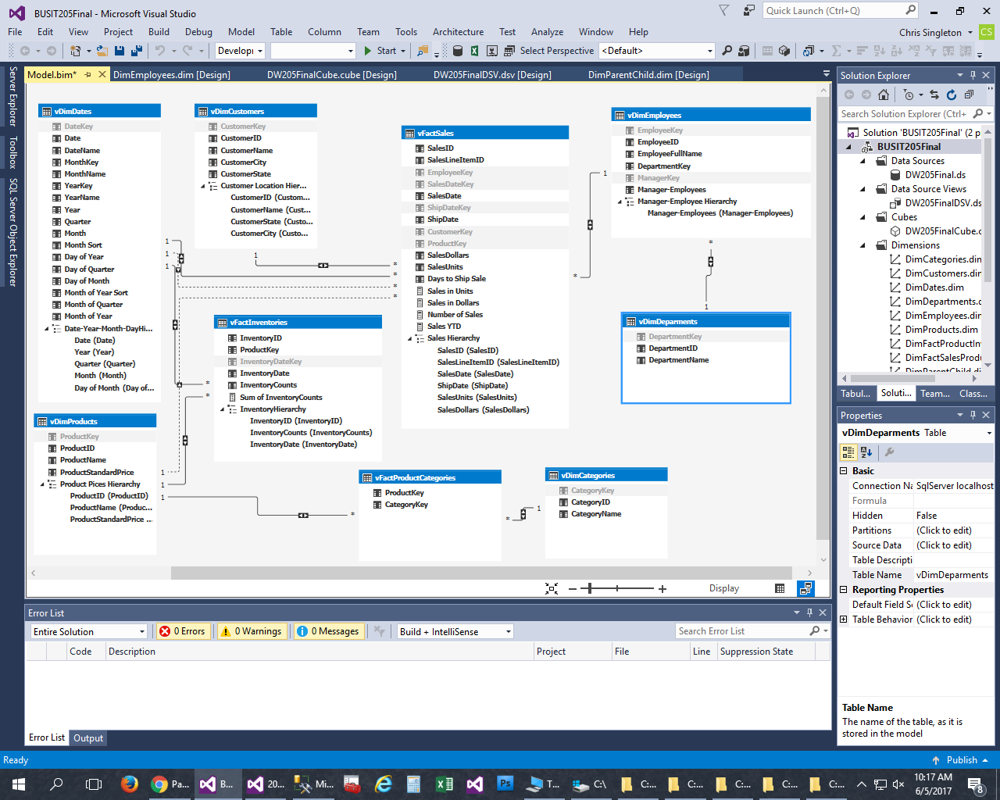 BUSIT205Final - Microsoft Visual Studio
Quick Launch (Ctrl+Q)
File Edit View Project Build Debug Model Table Column Team Tools Architecture Test Analyze Window Help
Chris Singleton
CS
Developi
Start
Select Perspective
<Default>
Server Explorer
Toolbox
SQL Server Object Explorer
Model.bim*
DimEmployees.dim [Design]
DW205FinalCube.cube [Design]
DW205FinalDSV.dsv [Design]
DimParentChild.dim [Design]
vDimDates
DateKey
Date
DateName
MonthKey
MonthName
YearKey
YearName
Year
Quarter
Month
Month Sort
Day of Year
Day of Quarter
Day of Month
Month of Year Sort
Month of Quarter
Month of Year
Date-Year-Month-DayHi...
Date (Date)
Year (Year)
Quarter (Quarter)
Month (Month)
Day of Month (Day of...
vDimCustomers
CustomerKey
CustomerID
CustomerName
CustomerCity
CustomerState
Customer Location Hier...
CustomerID (Custom...
CustomerName (Cust...
CustomerState (Custo...
CustomerCity (Custo...
vFactSales
SalesID
SalesLineItemID
EmployeeKey
SalesDateKey
SalesDate
ShipDateKey
ShipDate
CustomerKey
ProductKey
SalesDollars
SalesUnits
Days to Ship Sale
Sales in Units
Sales in Dollars
Number of Sales
Sales YTD
Sales Hierarchy
SalesID (SalesID)
SalesLineItemID (SalesLineItemID)
SalesDate (SalesDate)
ShipDate (ShipDate)
SalesUnits (SalesUnits)
SalesDollars (SalesDollars)
vDimEmployees
EmployeeKey
EmployeeID
EmployeeFullName
DepartmentKey
ManagerKey
Manager-Employees
Manager-Employee Hierarchy
Manager-Employees (Manager-Employees)
vDimDeparments
DepartmentKey
DepartmentID
DepartmentName
vFactInventories
InventoryID
ProductKey
InventoryDateKey
InventoryDate
InventoryCounts
Sum of InventoryCounts
InventoryHierarchy
InventoryID (InventoryID)
InventoryCounts (InventoryCounts)
InventoryDate (InventoryDate)
vDimProducts
ProductKey
ProductID
ProductName
ProductStandardPrice
Product Pices Hierarchy
ProductID (ProductID)
ProductName (Produc...
ProductStandardPrice ...
vFactProductCategories
ProductKey
CategoryKey
vDimCategories
CategoryKey
CategoryID
CategoryName
1
1
1
1
*
*
*
1
*
*
1
*
*
1
1
1
*
*
1
Display
Solution Explorer
Search Solution Explorer (Ctrl+
Solution 'BUSIT205Final' (2 p
BUSIT205Final
Data Sources
DW205Final.ds
Data Source Views
DW205FinalDSV.ds
Cubes
DW205FinalCube.c
Dimensions
DimCategories.dim
DimCustomers.dim
DimDates.dim
DimDepartments.d
DimEmployees.dim
DimProducts.dim
DimFactProductIn
DimFactSalesProdu
DimParentChild.di
Tabul... Soluti... Team... Class...
Properties
vDimDeparments Table
Basic
Connection Na SqlServer localhost
Formula
Hidden False
Partitions (Click to edit)
Source Data (Click to edit)
Table Descripti
Table Name vDimDeparments
Reporting Properties
Default Field Se (Click to edit)
Table Behavior (Click to edit)
Table Name
The name of the table, as it is
stored in the model
Error List
Entire Solution
0 Errors
0 Warnings
0 Messages
Build + IntelliSense
Search Error List
Code Description Project File Line Suppression State
Error List Output
Ready
Publish
Pa...
B...
20...
Mi...
Ps
T...
C:\
C:...
C:...
C:...
C:...
C:...
10:17 AM
6/5/2017
8